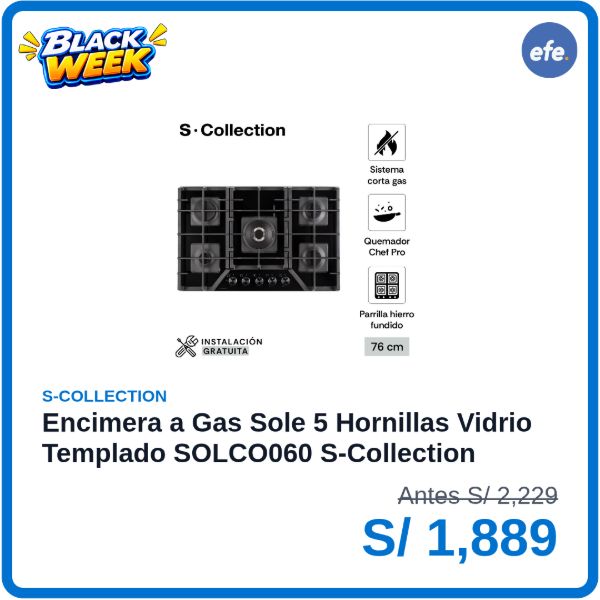 BLACK
WEEK
efe.
S·Collection
Sistema
corta gas
Quemador
Chef Pro
Parrilla hierro
fundido
INSTALACIÓN
GRATUITA
76 cm
S-COLLECTION
Encimera a Gas Sole 5 Hornillas Vidrio
Templado SOLCO060 S-Collection
Antes S/ 2,229
S/ 1,889